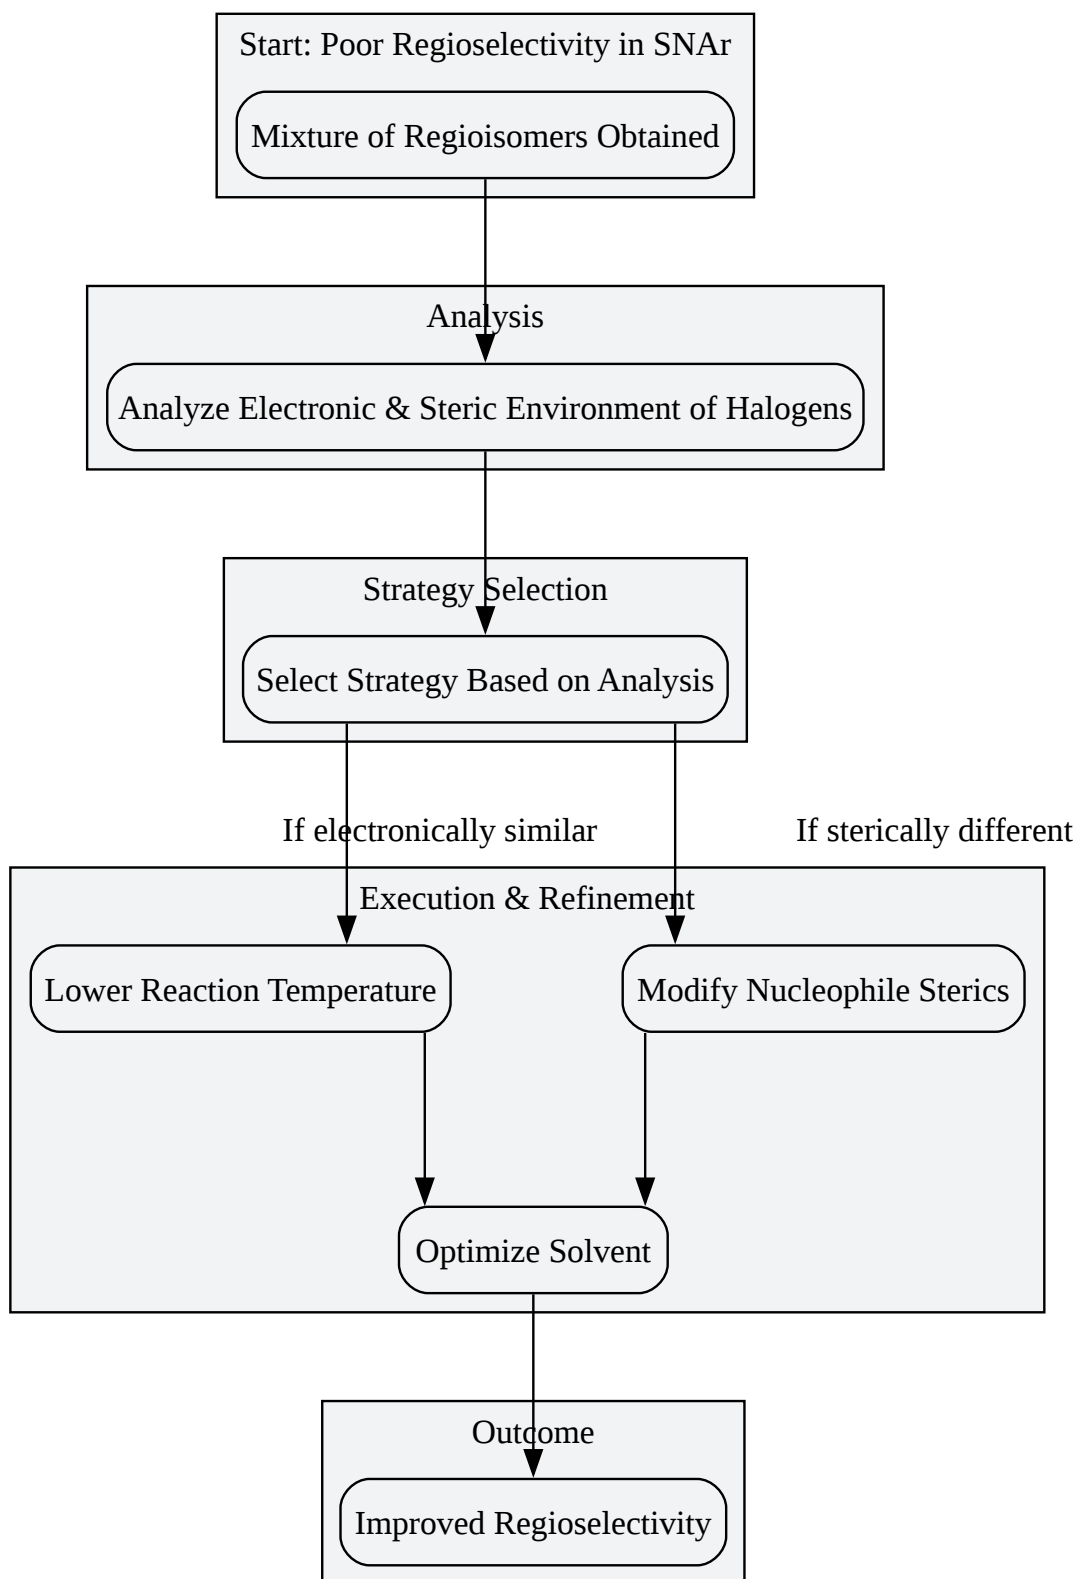 Start: Poor Regioselectivity in SNAr
Mixture of Regioisomers Obtained
Analysis
Analyze Electronic & Steric Environment of Halogens
Strategy Selection
Select Strategy Based on Analysis
If electronically similar
If sterically different
Execution & Refinement
Lower Reaction Temperature
Modify Nucleophile Sterics
Optimize Solvent
Outcome
Improved Regioselectivity